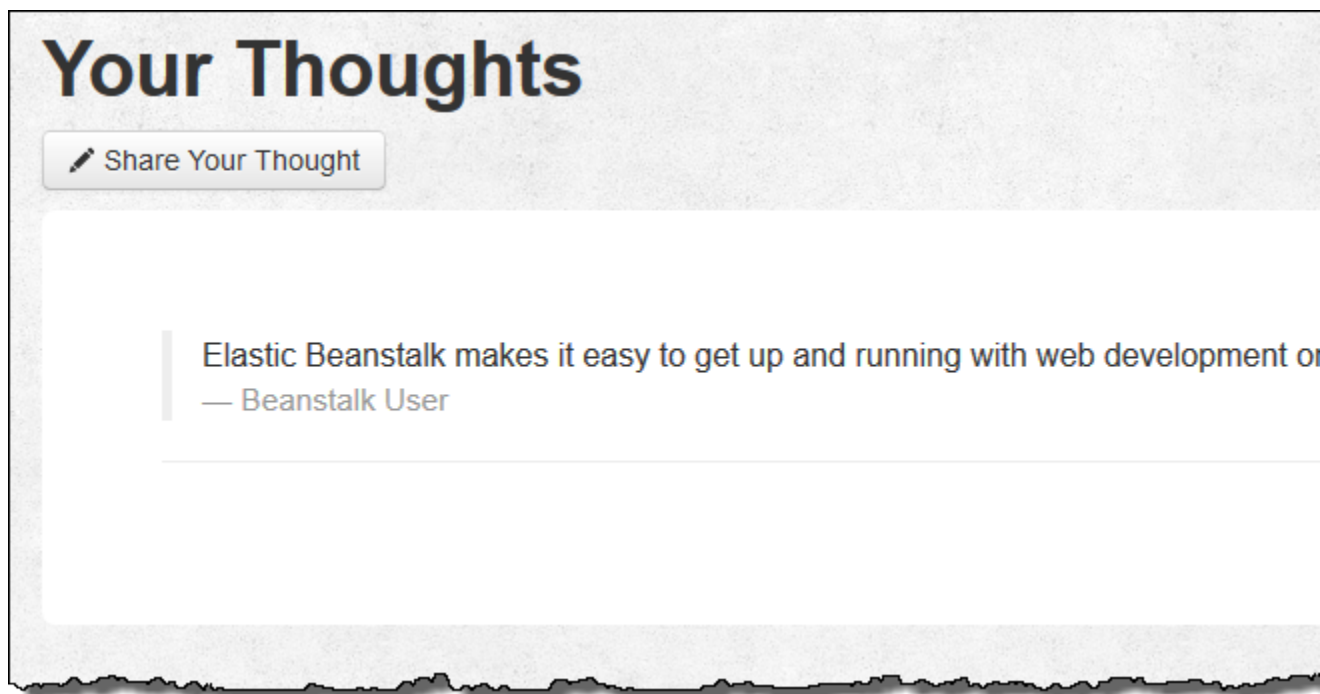 Your Thoughts
Share Your Thought
Elastic Beanstalk makes it easy to get up and running with web development
— Beanstalk User